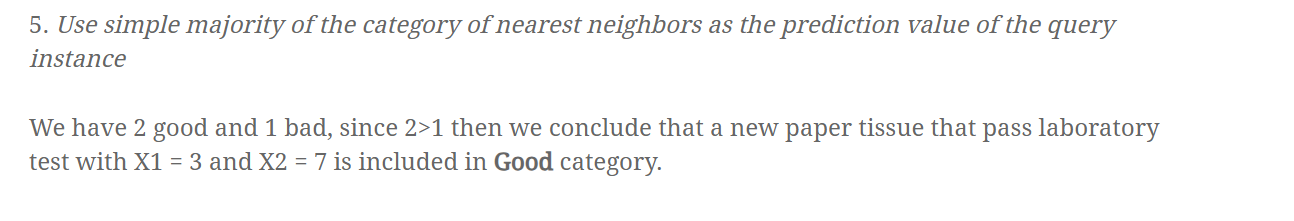 5. Use simple majority of the category of nearest neighbors as the prediction value of the query
instance
We have 2 good and 1 bad, since 2>1 then we conclude that a new paper tissue that pass laboratory
test with X1 = 3 and X2 = 7 is included in Good category.